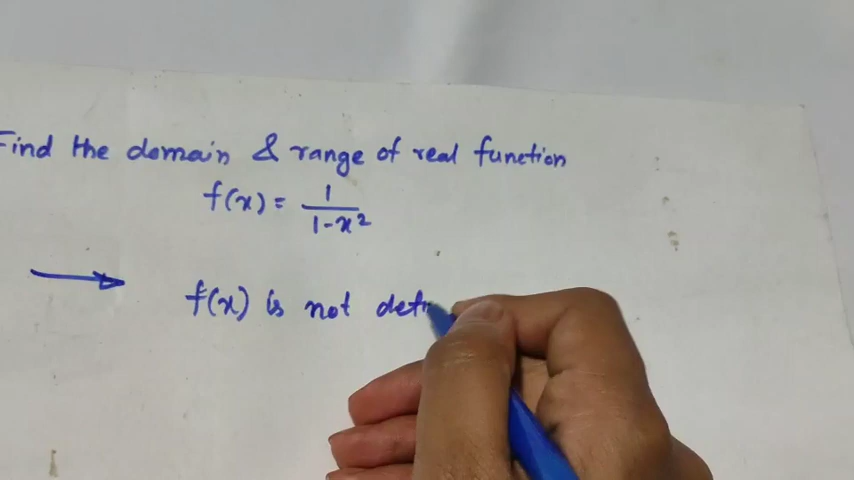 Find the domain & range of real function
f(x) = 1/(1-x²)
f(x) is not